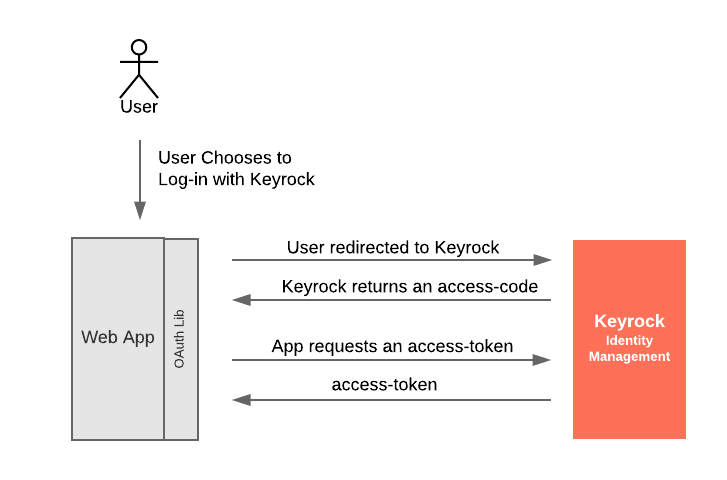 User
User Chooses to
Log-in with Keyrock
User redirected to Keyrock
Keyrock returns an access-code
Web App
OAuth Lib
App requests an access-token
access-token
Keyrock
Identity
Management